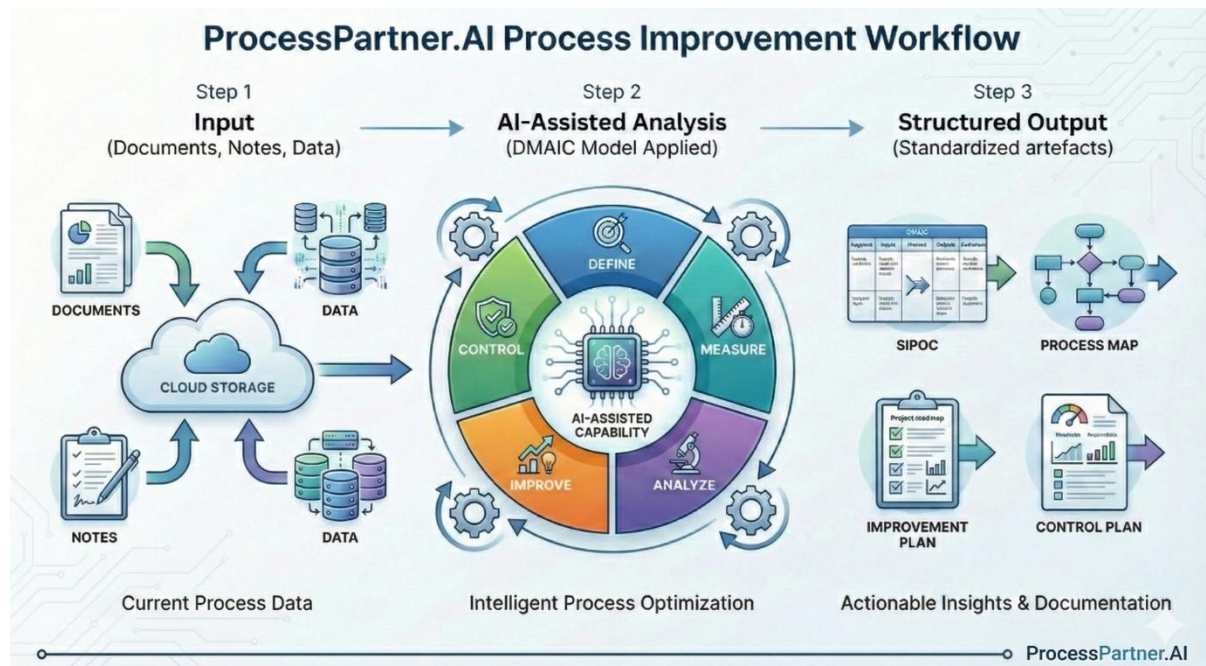 ProcessPartner.AI Process Improvement Workflow
Step 1
Input
(Documents, Notes, Data)
Step 2
AI-Assisted Analysis
(DMAIC Model Applied)
Step 3
Structured Output
(Standardized artefacts)
DOCUMENTS
DATA
CLOUD STORAGE
NOTES
DATA
DEFINE
MEASURE
ANALYZE
IMPROVE
CONTROL
AI-ASSISTED
CAPABILITY
DMAIC
SIPOC
PROCESS MAP
Project roadmap
IMPROVEMENT
PLAN
CONTROL PLAN
Current Process Data
Intelligent Process Optimization
Actionable Insights & Documentation
ProcessPartner.AI